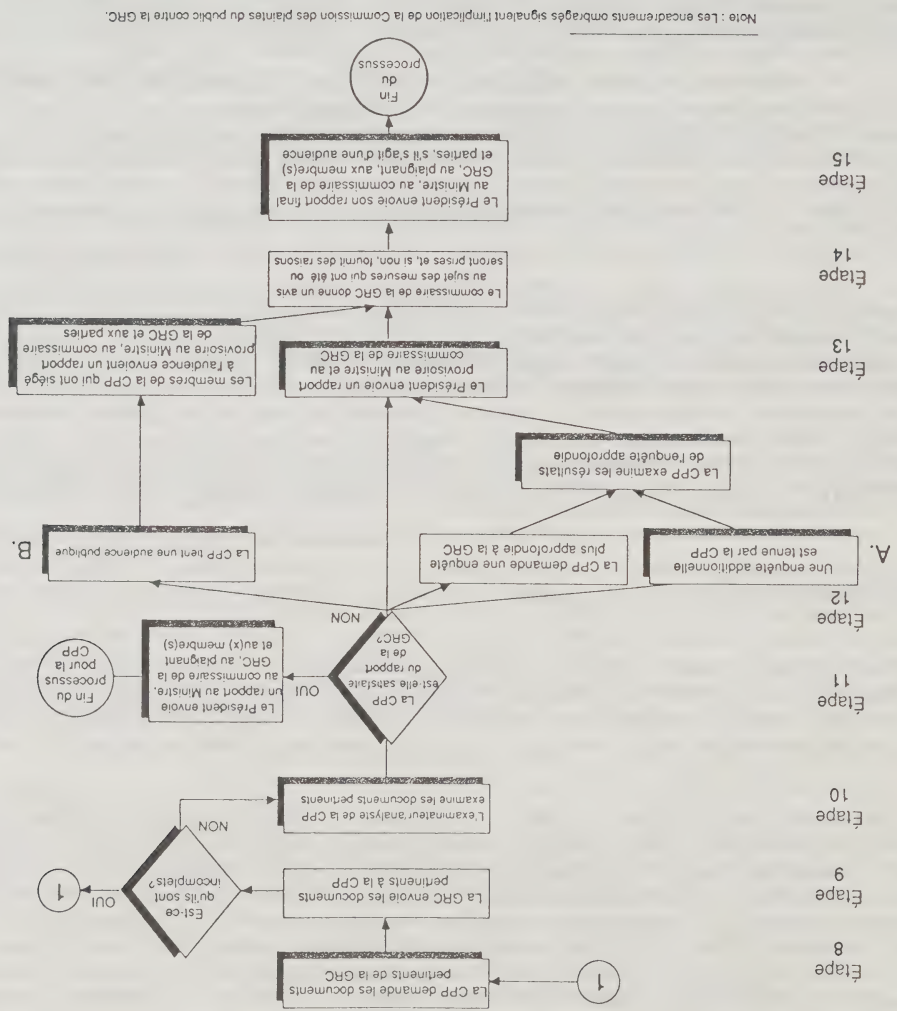 Étape
8
1
La CPP demande les documents
pertinents de la GRC
Étape
9
La GRC envoie les documents
pertinents à la CPP
Est-ce
qu'ils sont
incomplets?
OUI
1
NON
Étape
10
L'examinateur/analyste de la CPP
examine les documents pertinents
Étape
11
La CPP
est-elle satisfaite
du rapport
de la
GRC?
OUI
Le Président envoie
un rapport au Ministre,
au commissaire de la
GRC, au plaignant
et au(x) membre(s)
Fin du
processus
pour la
CPP
NON
Étape
12
A.
Une enquête additionnelle
est tenue par la CPP
La CPP demande une enquête
plus approfondie à la GRC
La CPP tient une audience publique
B.
La CPP examine les résultats
de l'enquête approfondie
Étape
13
Le Président envoie un rapport
provisoire au Ministre et au
commissaire de la GRC
Les membres de la CPP qui ont siégé
à l'audience envoient un rapport
provisoire au Ministre, au commissaire
de la GRC et aux parties
Étape
14
Le commissaire de la GRC donne un avis
au sujet des mesures qui ont été ou
seront prises et, si non, fournit des raisons
Étape
15
Le Président envoie son rapport final
au Ministre, au commissaire de la
GRC, au plaignant, aux membre(s)
et parties, s'il s'agit d'une audience
Fin
du
processus
Note : Les encadrements ombragés signalent l'implication de la Commission des plaintes du public contre la GRC.